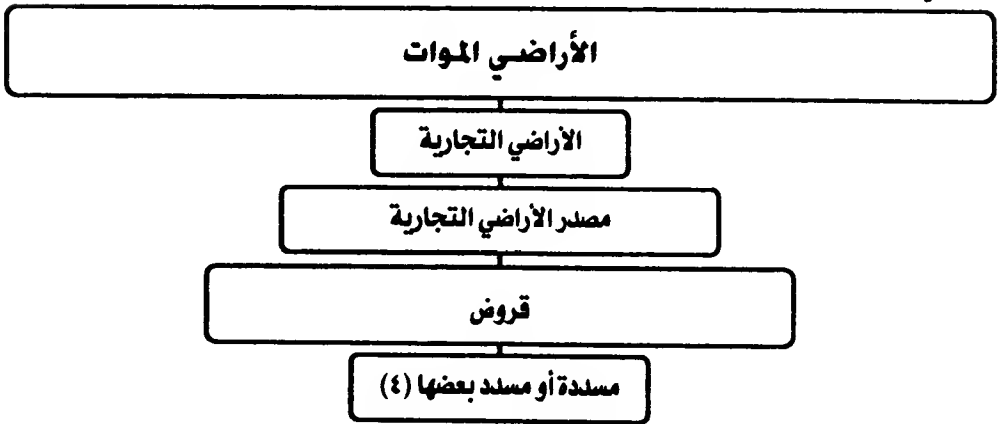 الأراضي الموات
الأراضي التجارية
مصدر الأراضي التجارية
قروض
مسددة أو مسدد بعضها (٤)